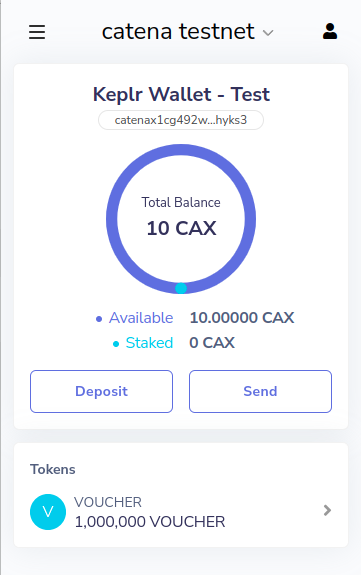 catena testnet
Keplr Wallet - Test
catenax1cg492w...hyks3
Total Balance
10 CAX
Available 10.00000 CAX
Staked 0 CAX
Deposit Send
Tokens
V VOUCHER
1,000,000 VOUCHER